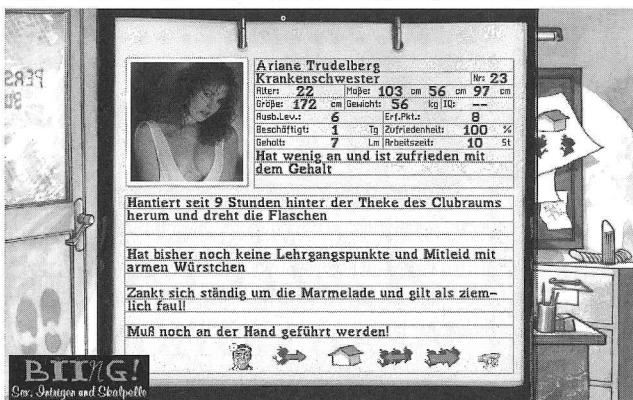 PERS
BÜ
Ariane Trudelberg
Krankenschwester Nr: 23
Alter: 22 Maße: 103 cm 56 cm 97 cm
Größe: 172 cm Gewicht: 56 kg IQ: --
Ausb.Lev.: 6 Erf.Pkt.: 8
Beschäftigt: 1 Tg Zufriedenheit: 100 %
Gehalt: 7 Lm Arbeitszeit: 10 St
Hat wenig an und ist zufrieden mit
dem Gehalt
Hantiert seit 9 Stunden hinter der Theke des Clubraums
herum und dreht die Flaschen
Hat bisher noch keine Lehrgangspunkte und Mitleid mit
armen Würstchen
Zankt sich ständig um die Marmelade und gilt als ziem-
lich faul!
Muß noch an der Hand geführt werden!
BIING!
Sex, Intrigen und Skalpelle